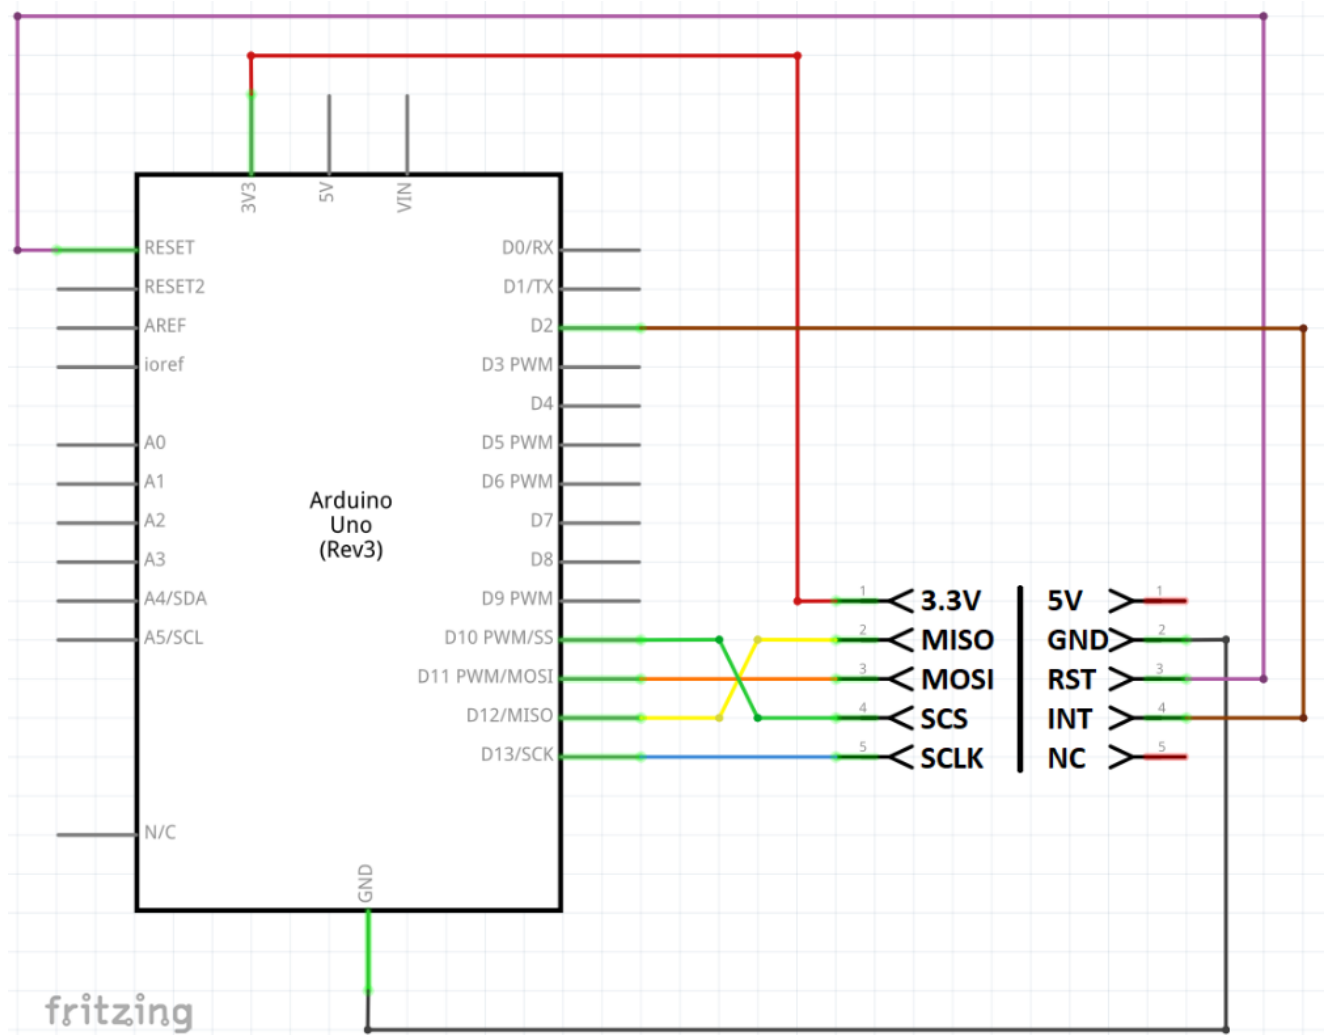 3V3
5V
VIN
RESET
RESET2
AREF
ioref
A0
A1
A2
A3
A4/SDA
A5/SCL
N/C
Arduino
Uno
(Rev3)
D0/RX
D1/TX
D2
D3 PWM
D4
D5 PWM
D6 PWM
D7
D8
D9 PWM
D10 PWM/SS
D11 PWM/MOSI
D12/MISO
D13/SCK
GND
1 3.3V
2 MISO
3 MOSI
4 SCS
5 SCLK
5V 1
GND 2
RST 3
INT 4
NC 5
fritzing